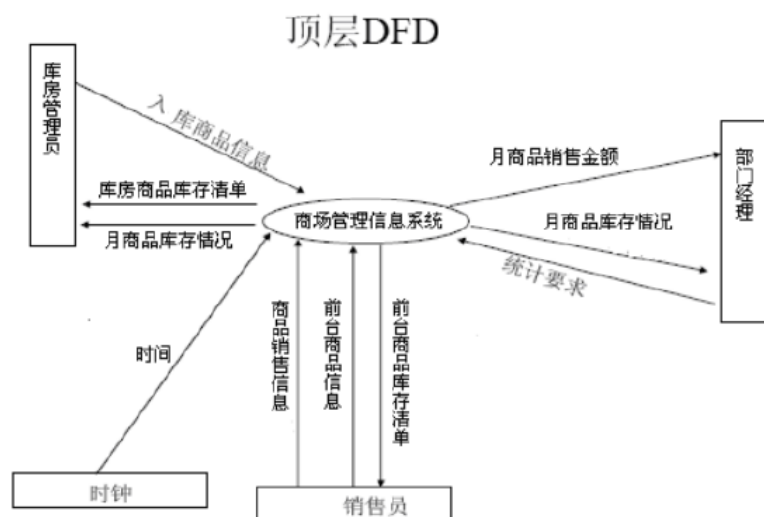 顶层DFD
库房管理员
入 库商品信息
库房商品库存清单
月商品库存情况
商场管理信息系统
月商品销售金额
月商品库存情况
统计要求
部门经理
时间
商品销售信息
前台商品信息
前台商品库存清单
时钟
销售员